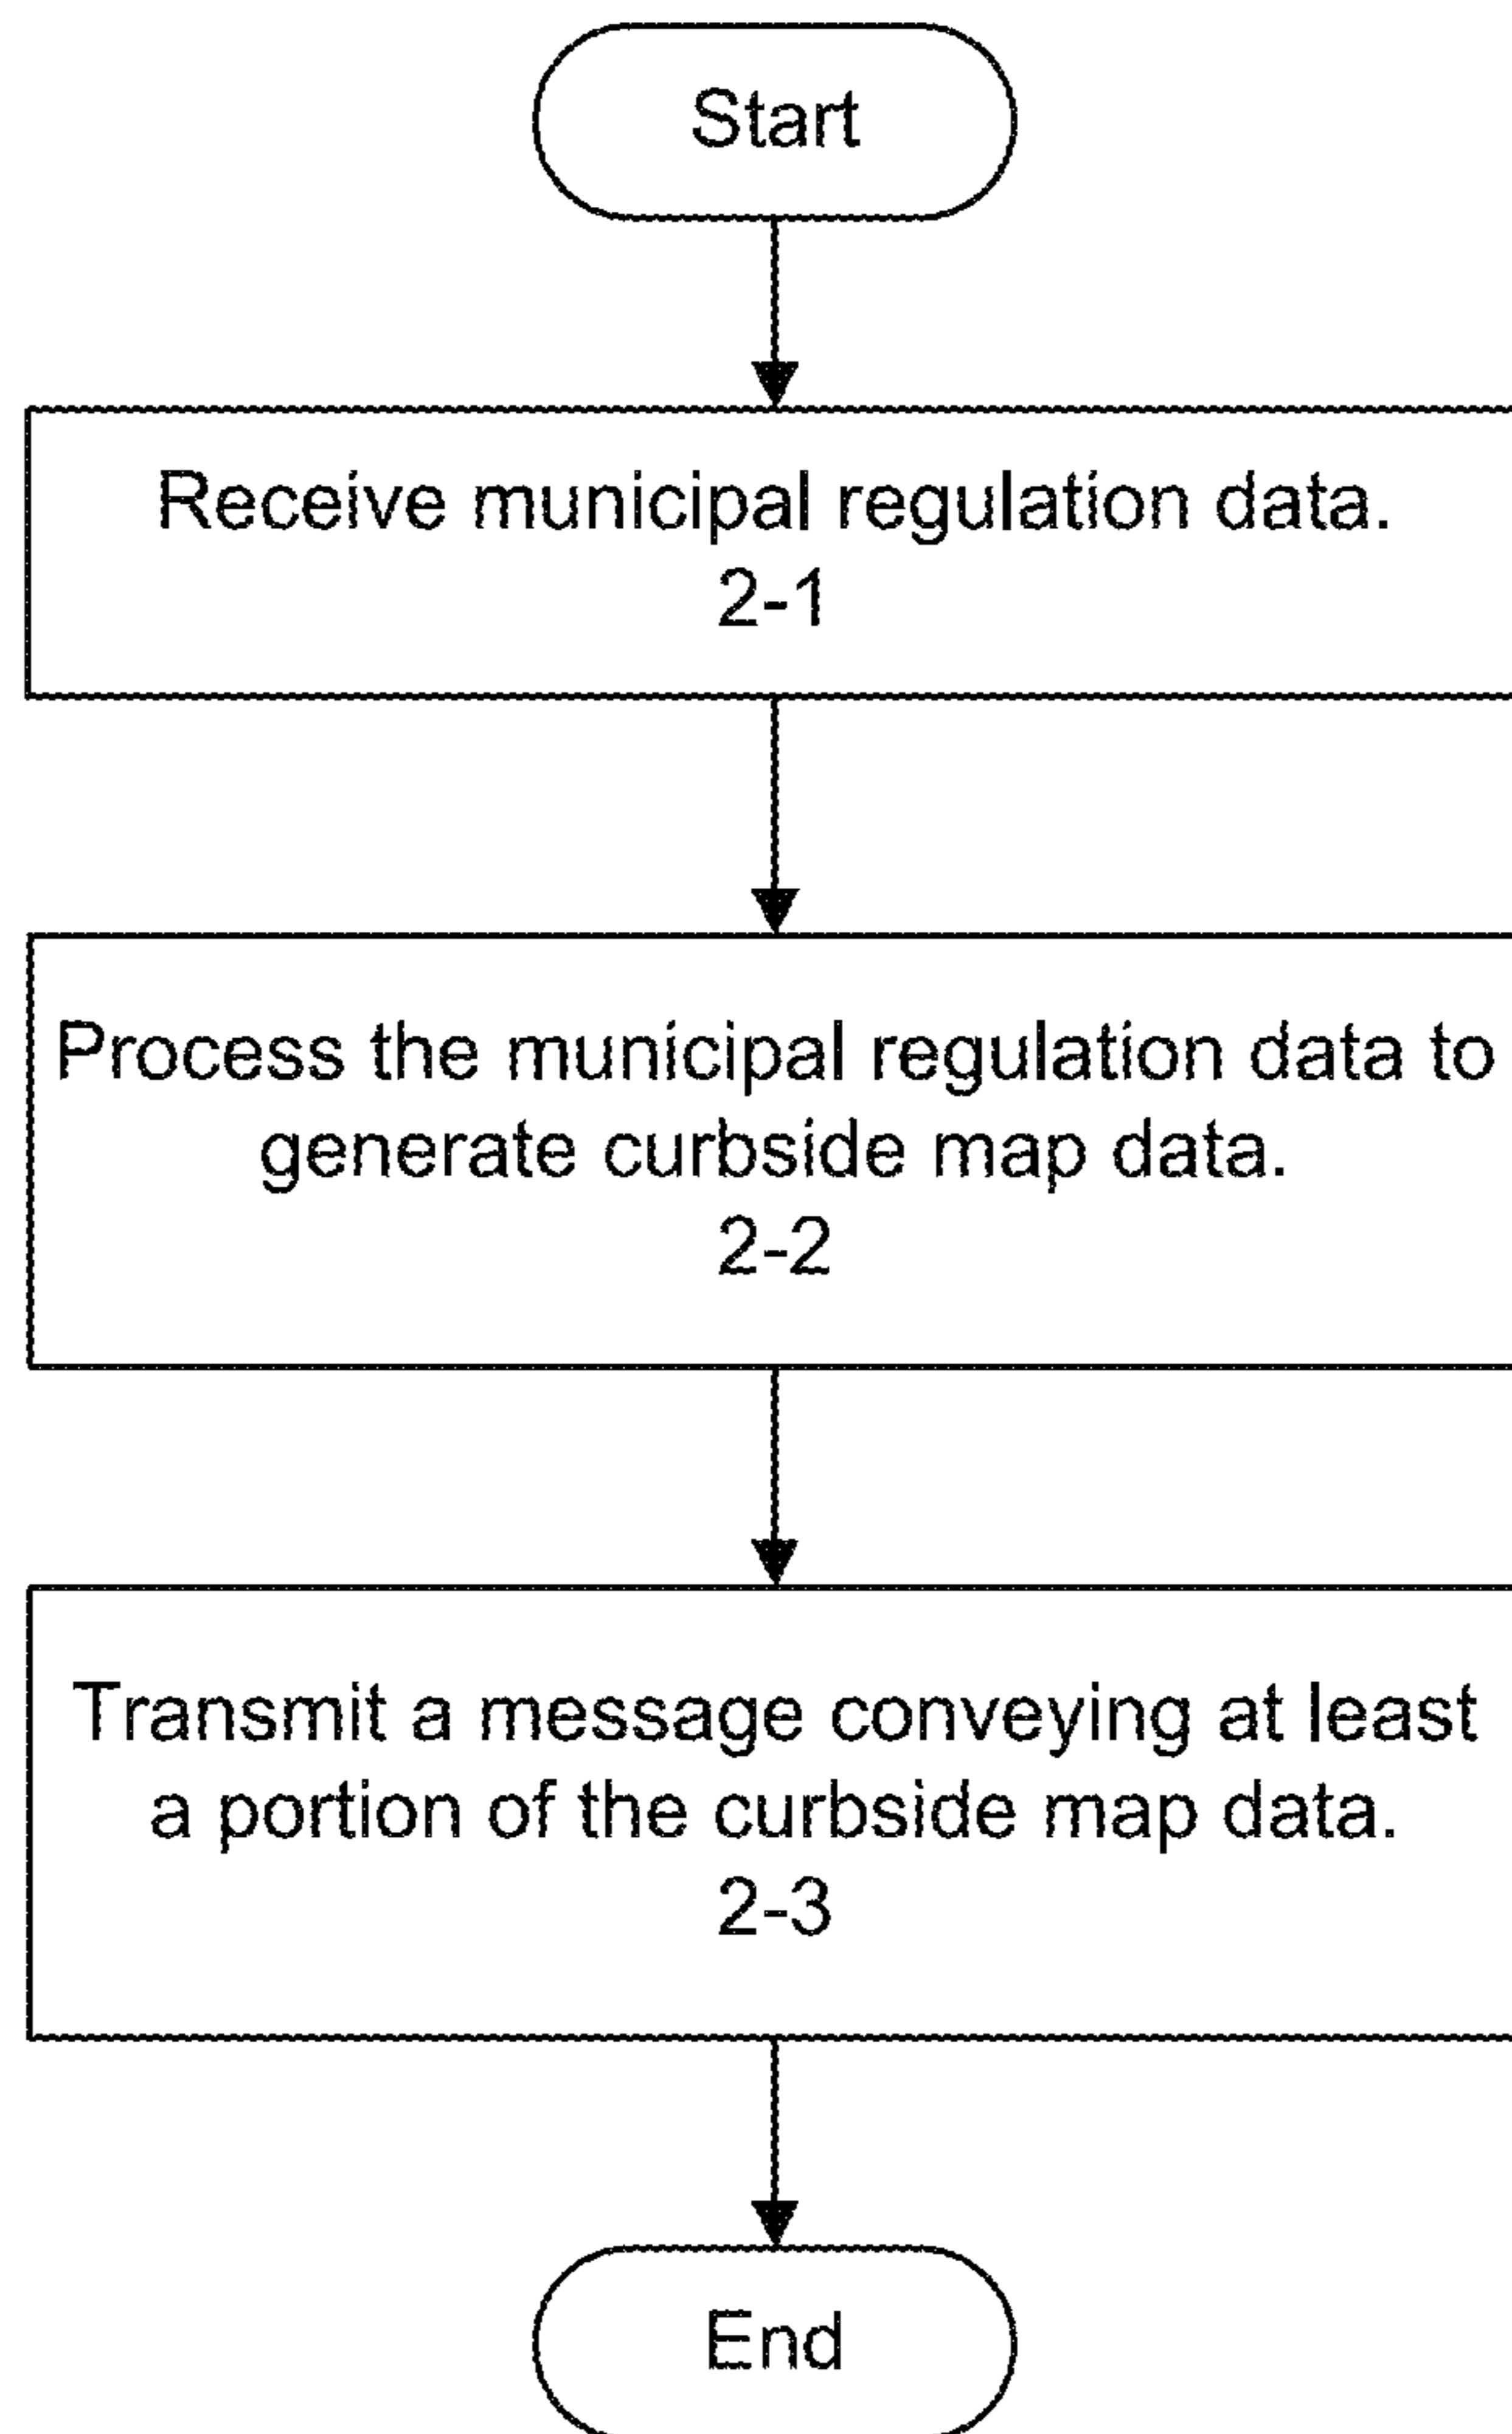 Start
Receive municipal regulation data.
2-1
Process the municipal regulation data to
generate curbside map data.
2-2
Transmit a message conveying at least
a portion of the curbside map data.
2-3
End